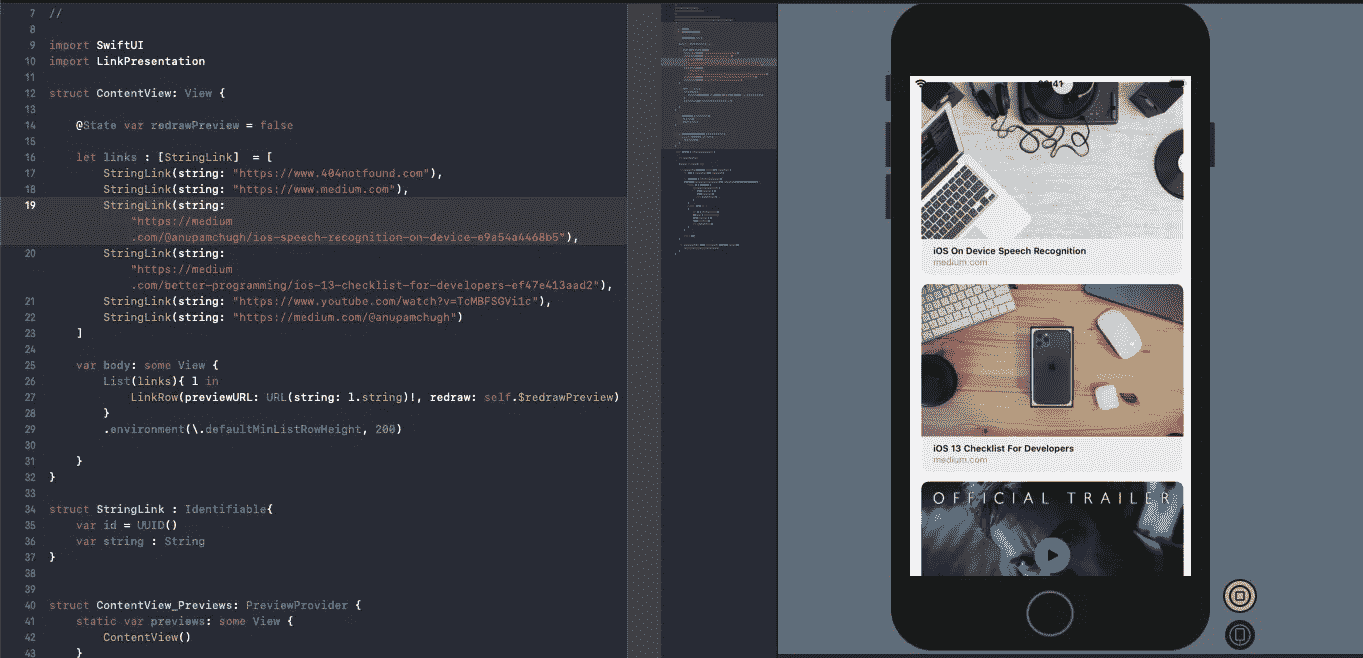 7 //
8
9 import SwiftUI
10 import LinkPresentation
11
12 struct ContentView: View {
13
14 @State var redrawPreview = false
15
16 let links : [StringLink]  = [
17 StringLink(string: "https://www.404notfound.com"),
18 StringLink(string: "https://www.medium.com"),
19 StringLink(string:
"https://medium
.com/@anupamchugh/ios-speech-recognition-on-device-e9a54a4468b5"),
20 StringLink(string:
"https://medium
.com/better-programming/ios-13-checklist-for-developers-ef47e413aad2"),
21 StringLink(string: "https://www.youtube.com/watch?v=TcMBFSGVi1c"),
22 StringLink(string: "https://medium.com/@anupamchugh")
23 ]
24
25 var body: some View {
26 List(links){ l in
27 LinkRow(previewURL: URL(string: l.string)!, redraw: self.$redrawPreview)
28 }
29 .environment(\.defaultMinListRowHeight, 200)
30
31 }
32 }
33
34 struct StringLink : Identifiable{
35 var id = UUID()
36 var string : String
37 }
38
39
40 struct ContentView_Previews: PreviewProvider {
41 static var previews: some View {
42 ContentView()
43 }
iOS On Device Speech Recognition
medium.com
iOS 13 Checklist For Developers
medium.com
OFFICIAL TRAILER